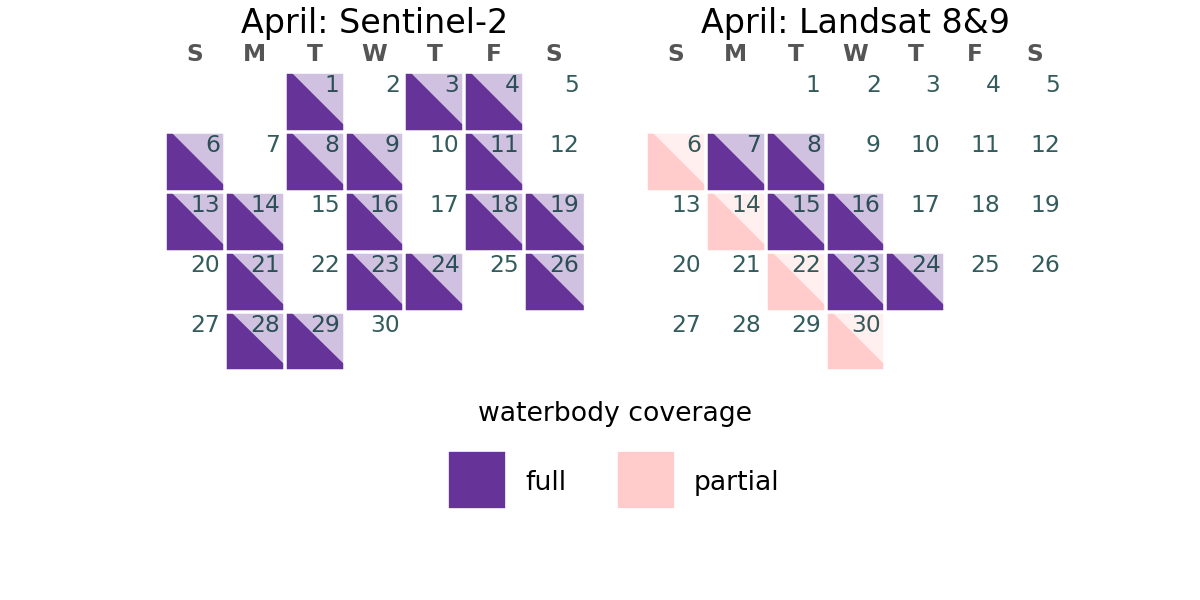 April: Sentinel-2
S M T W T F S
1 2 3 4 5
6 7 8 9 10 11 12
13 14 15 16 17 18 19
20 21 22 23 24 25 26
27 28 29 30
April: Landsat 8&9
S M T W T F S
1 2 3 4 5
6 7 8 9 10 11 12
13 14 15 16 17 18 19
20 21 22 23 24 25 26
27 28 29 30
waterbody coverage
full partial